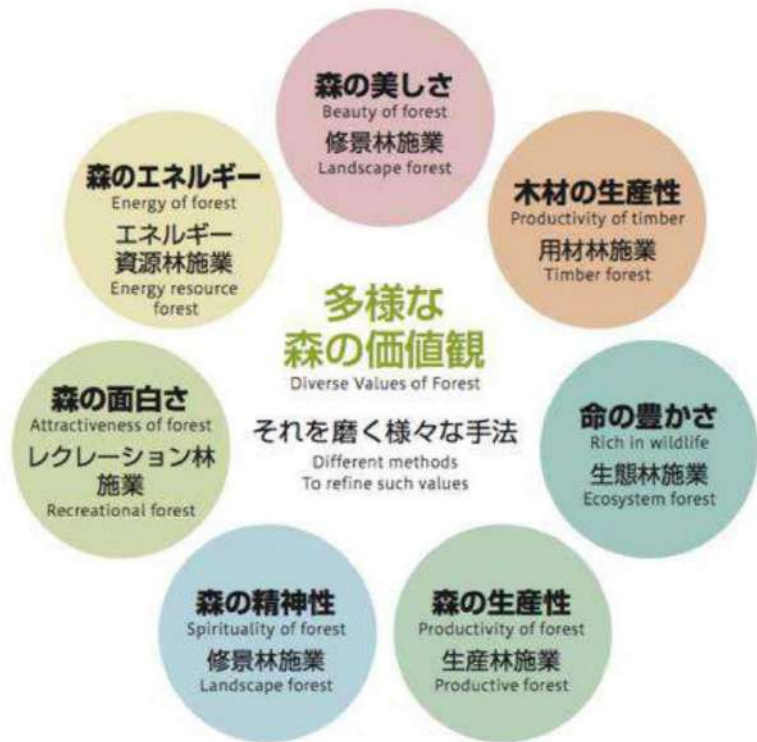 森の美しさ
Beauty of forest
修景林施業
Landscape forest
木材の生産性
Productivity of timber
用材林施業
Timber forest
命の豊かさ
Rich in wildlife
生態林施業
Ecosystem forest
森の生産性
Productivity of forest
生産林施業
Productive forest
森の精神性
Spirituality of forest
修景林施業
Landscape forest
森の面白さ
Attractiveness of forest
レクレーション林
施業
Recreational forest
森のエネルギー
Energy of forest
エネルギー
資源林施業
Energy resource
forest
多様な
森の価値観
Diverse Values of Forest
それを磨く様々な手法
Different methods
To refine such values